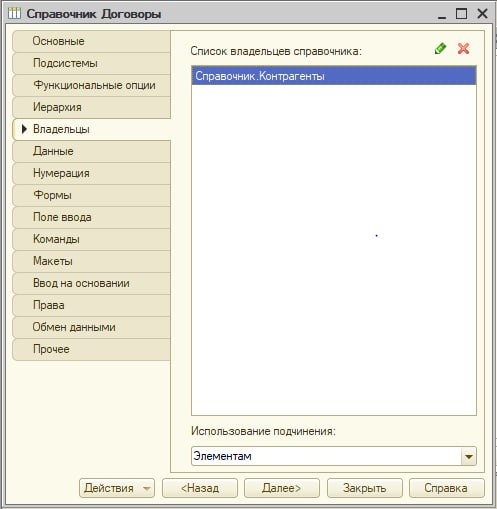 Справочник Договоры
Основные
Подсистемы
Функциональные опции
Иерархия
Владельцы
Данные
Нумерация
Формы
Поле ввода
Команды
Макеты
Ввод на основании
Права
Обмен данными
Прочее
Список владельцев справочника:
Справочник.Контрагенты
Использование подчинения:
Элементам
Действия
<Назад
Далее>
Закрыть
Справка